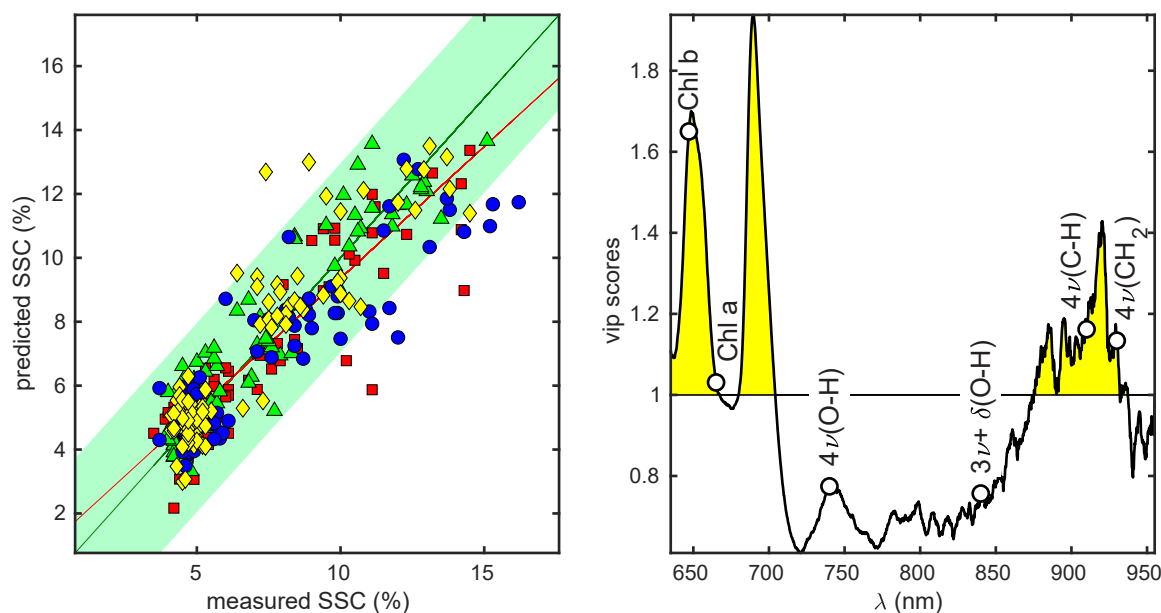 16
14
12
10
8
6
4
2
predicted SSC (%)
5
10
15
measured SSC (%)
1.8
1.6
1.4
1.2
1
0.8
vip scores
Chl b
Chl a
4ν(O-H)
3ν+ δ(O-H)
4ν(C-H)
4ν(CH₂)
650
700
750
800
850
900
950
λ (nm)